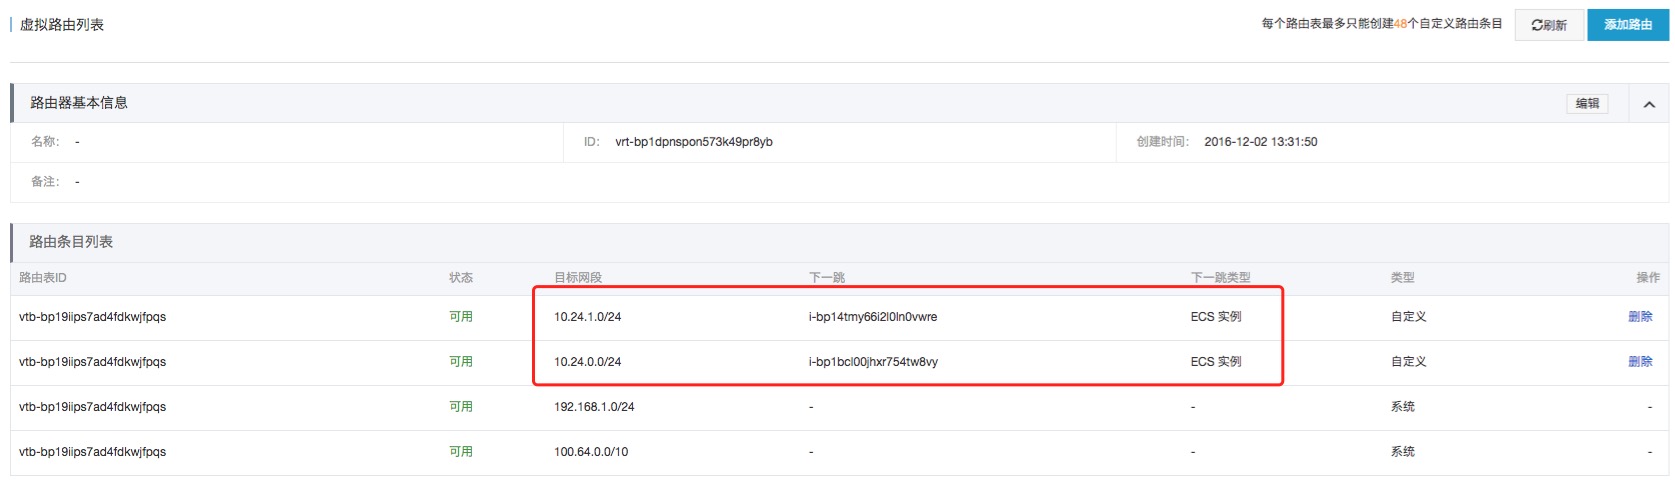 虚拟路由列表 每个路由表最多只能创建48个自定义路由条目 刷新 添加路由
路由器基本信息 编辑
名称： - ID： vrt-bp1dpnspon573k49pr8yb 创建时间： 2016-12-02 13:31:50
备注： -
路由条目列表
路由表ID 状态 目标网段 下一跳 下一跳类型 类型 操作
vtb-bp19iips7ad4fdkwjfpqs 可用 10.24.1.0/24 i-bp14tmy66i2l0ln0vwre ECS 实例 自定义 删除
vtb-bp19iips7ad4fdkwjfpqs 可用 10.24.0.0/24 i-bp1bcl00jhxr754tw8vy ECS 实例 自定义 删除
vtb-bp19iips7ad4fdkwjfpqs 可用 192.168.1.0/24 - - 系统 -
vtb-bp19iips7ad4fdkwjfpqs 可用 100.64.0.0/10 - - 系统 -